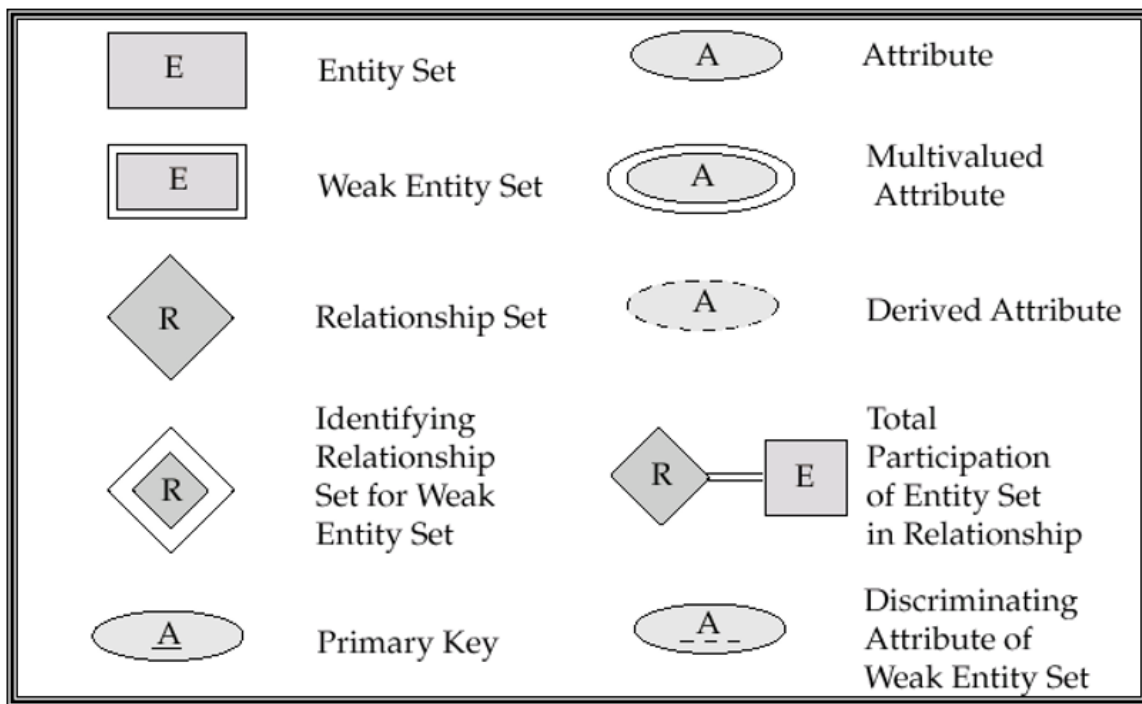 E
Entity Set
A
Attribute
E
Weak Entity Set
A
Multivalued
Attribute
R
Relationship Set
A
Derived Attribute
R
Identifying
Relationship
Set for Weak
Entity Set
R
E
Total
Participation
of Entity Set
in Relationship
A
Primary Key
A
Discriminating
Attribute of
Weak Entity Set